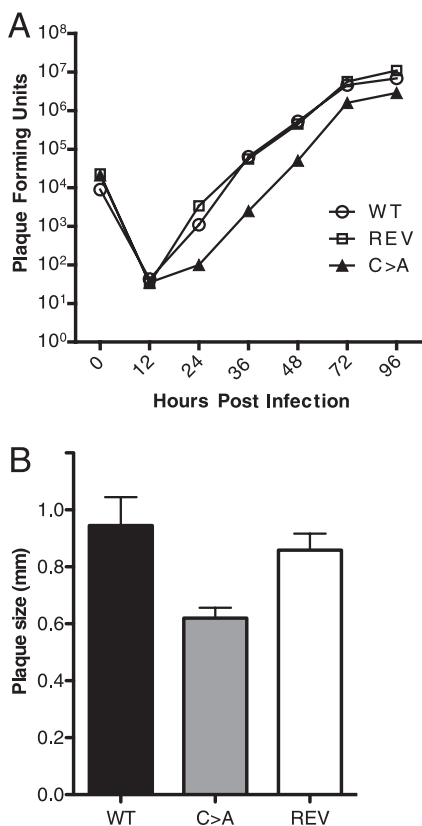 A
Plaque Forming Units
10⁸
10⁷
10⁶
10⁵
10⁴
10³
10²
10¹
10⁰
WT
REV
C>A
0 12 24 36 48 72 96
Hours Post Infection
B
Plaque size (mm)
1.0
0.8
0.6
0.4
0.2
0.0
WT C>A REV